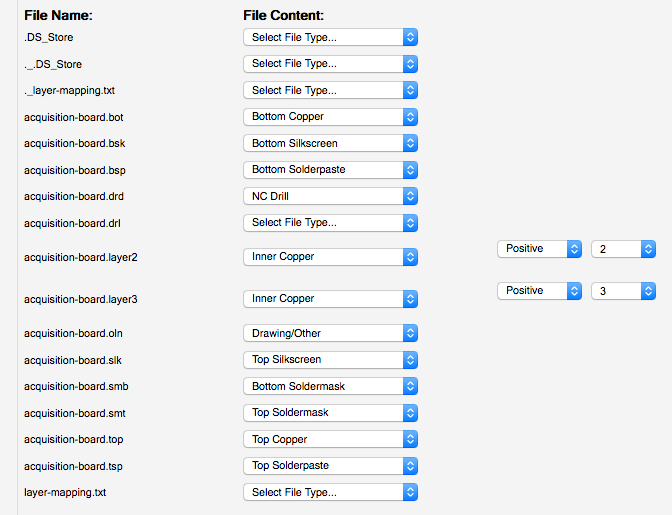 File Name: File Content:
.DS_Store Select File Type...
._.DS_Store Select File Type...
._layer-mapping.txt Select File Type...
acquisition-board.bot Bottom Copper
acquisition-board.bsk Bottom Silkscreen
acquisition-board.bsp Bottom Solderpaste
acquisition-board.drd NC Drill
acquisition-board.drl Select File Type...
acquisition-board.layer2 Inner Copper Positive 2
acquisition-board.layer3 Inner Copper Positive 3
acquisition-board.oln Drawing/Other
acquisition-board.slk Top Silkscreen
acquisition-board.smb Bottom Soldermask
acquisition-board.smt Top Soldermask
acquisition-board.top Top Copper
acquisition-board.tsp Top Solderpaste
layer-mapping.txt Select File Type...